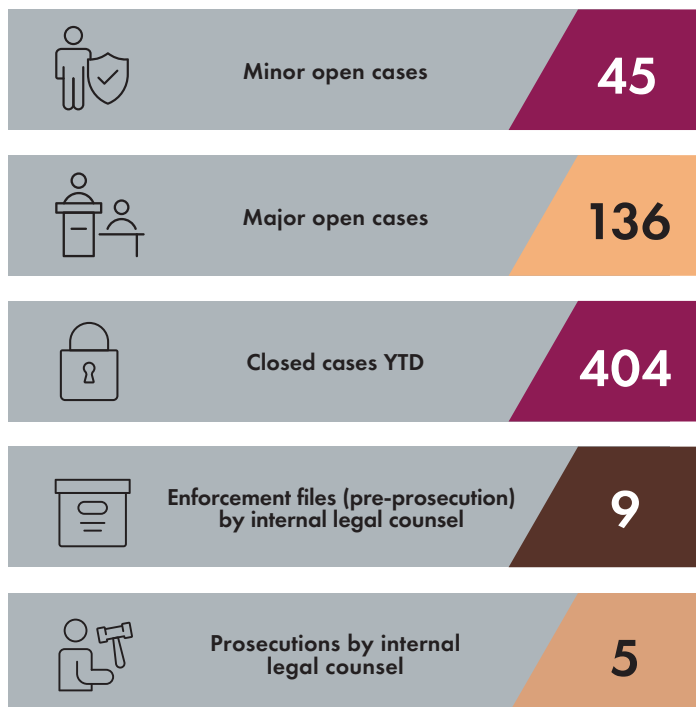 Minor open cases
45
Major open cases
136
Closed cases YTD
404
Enforcement files (pre-prosecution)
by internal legal counsel
9
Prosecutions by internal
legal counsel
5